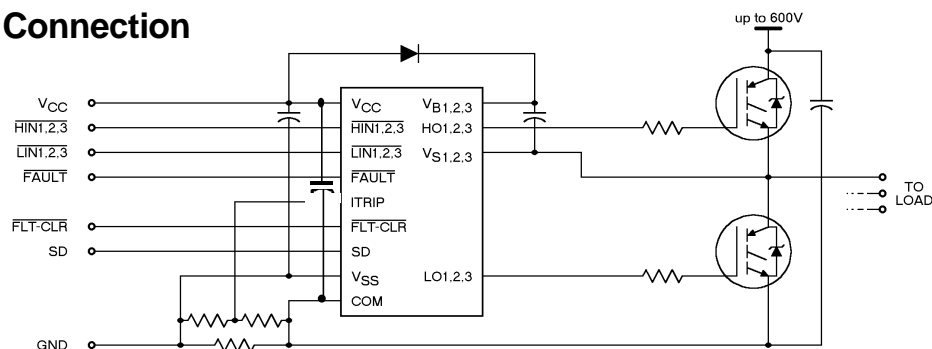 Connection
up to 600V
VCC
HIN1,2,3
LIN1,2,3
FAULT
FLT-CLR
SD
GND
VCC
HIN1,2,3
LIN1,2,3
FAULT
ITRIP
FLT-CLR
SD
VSS
COM
VB1,2,3
HO1,2,3
VS1,2,3
LO1,2,3
TO
LOAD